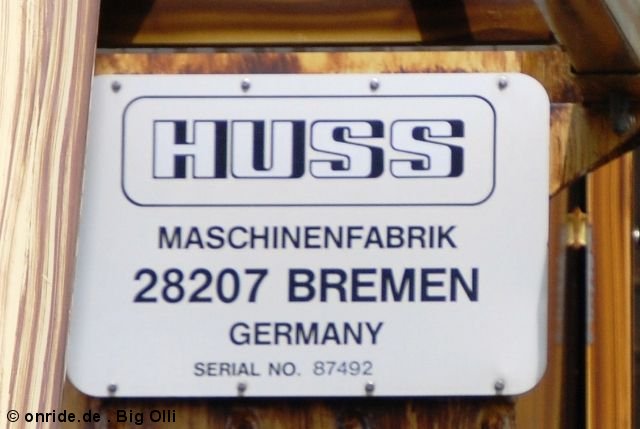 HUSS
MASCHINENFABRIK
28207 BREMEN
GERMANY
SERIAL NO. 87492
© onride.de . Big Olli